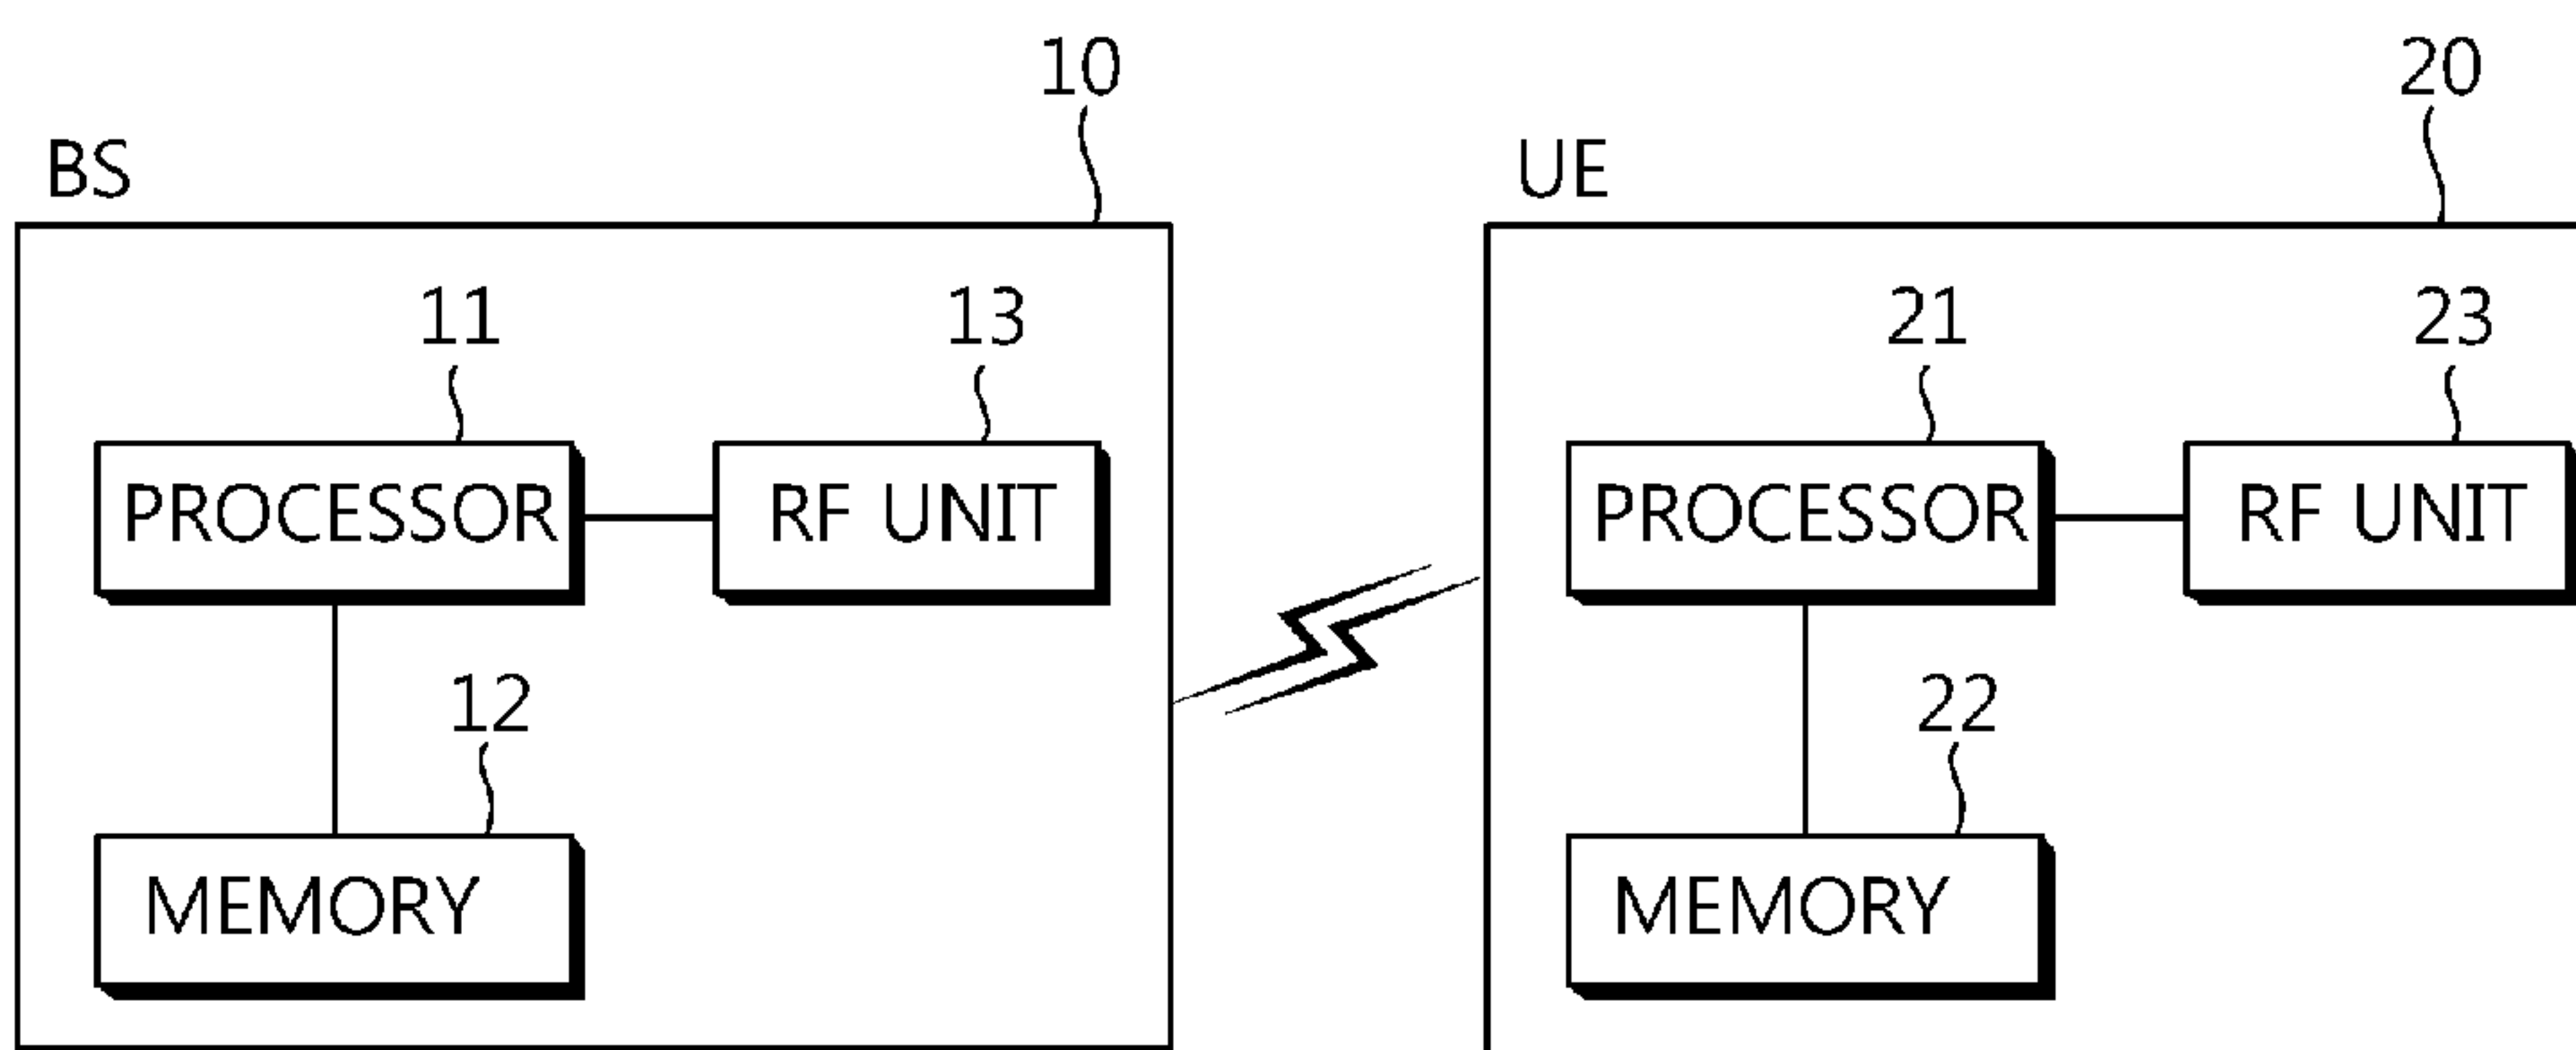 10
20
BS
UE
11
13
21
23
PROCESSOR
RF UNIT
PROCESSOR
RF UNIT
12
22
MEMORY
MEMORY